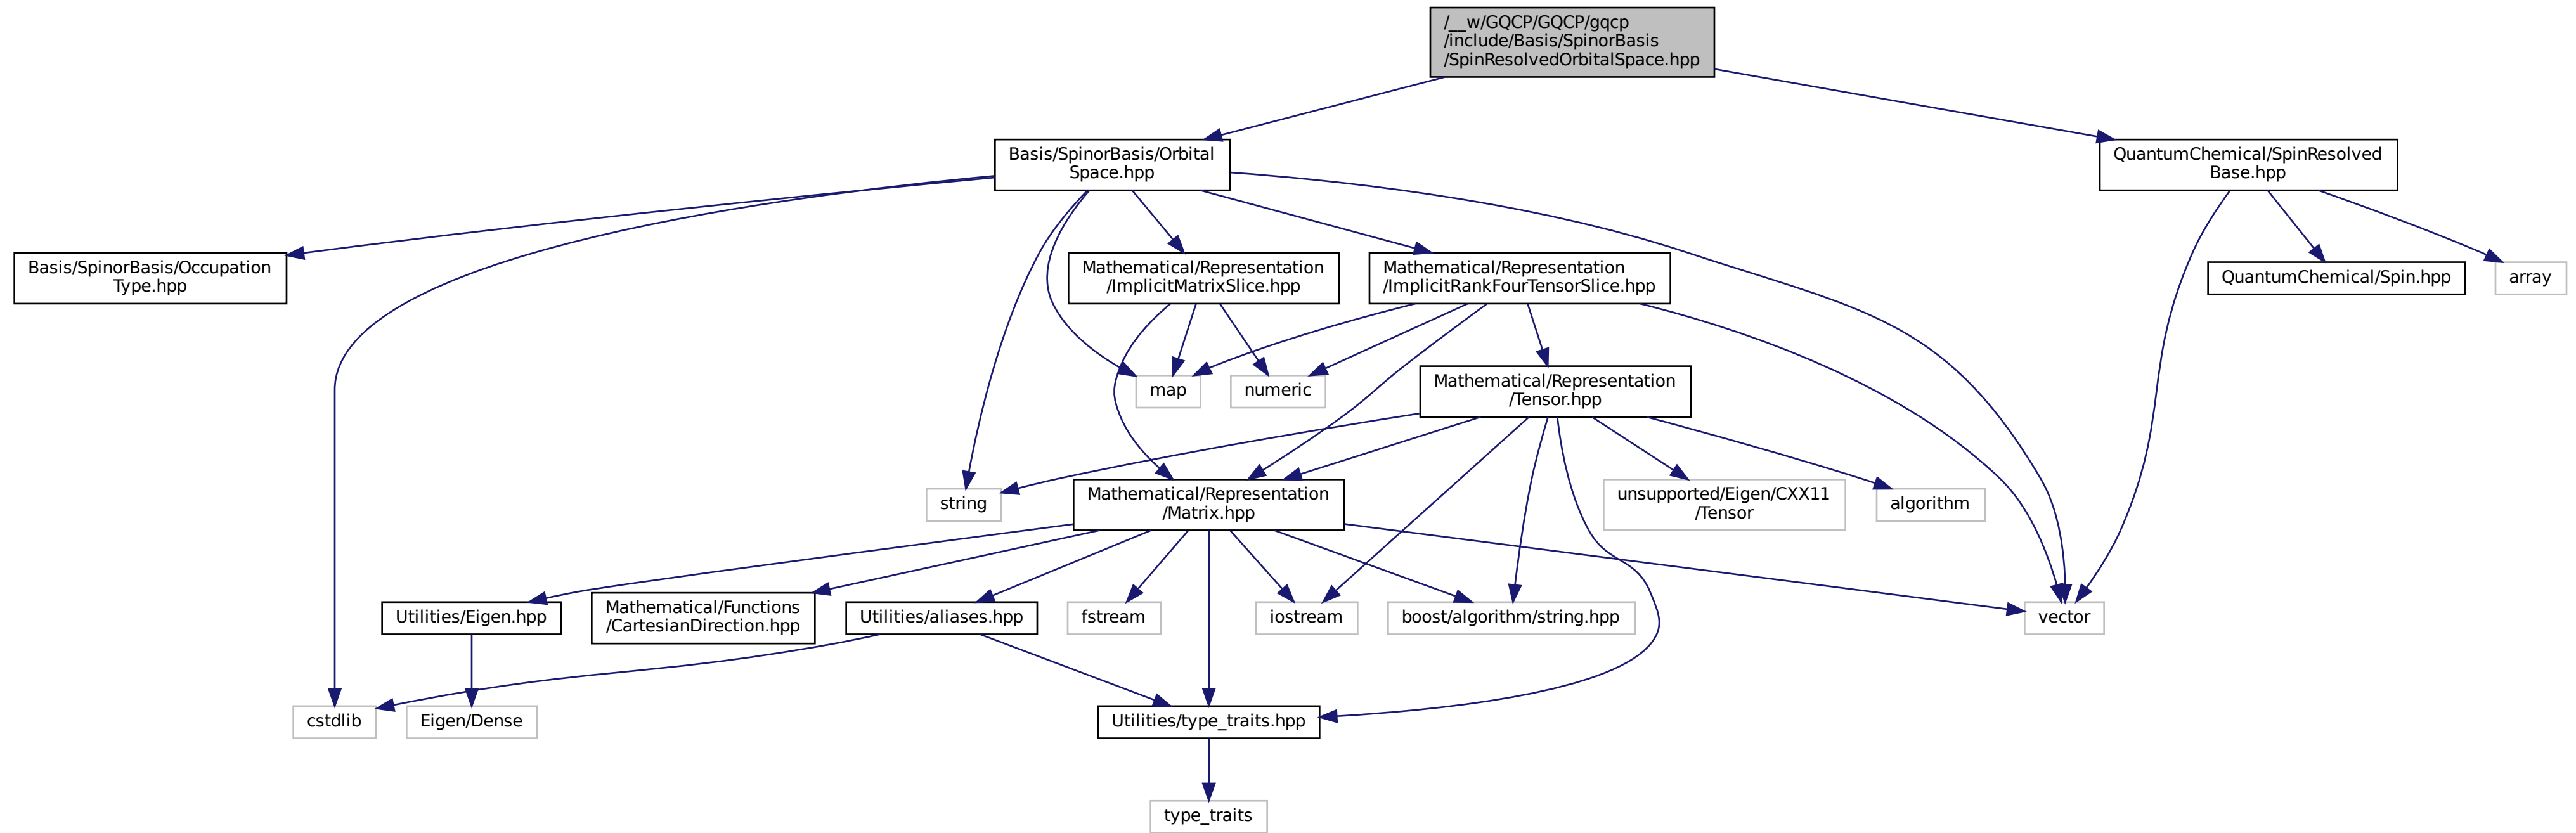 /__w/GQCP/GQCP/gqcp
/include/Basis/SpinorBasis
/SpinResolvedOrbitalSpace.hpp
Basis/SpinorBasis/Orbital
Space.hpp
QuantumChemical/SpinResolved
Base.hpp
Basis/SpinorBasis/Occupation
Type.hpp
Mathematical/Representation
/ImplicitMatrixSlice.hpp
Mathematical/Representation
/ImplicitRankFourTensorSlice.hpp
QuantumChemical/Spin.hpp
array
map
numeric
Mathematical/Representation
/Tensor.hpp
string
Mathematical/Representation
/Matrix.hpp
unsupported/Eigen/CXX11
/Tensor
algorithm
Utilities/Eigen.hpp
Mathematical/Functions
/CartesianDirection.hpp
Utilities/aliases.hpp
fstream
iostream
boost/algorithm/string.hpp
vector
cstdlib
Eigen/Dense
Utilities/type_traits.hpp
type_traits